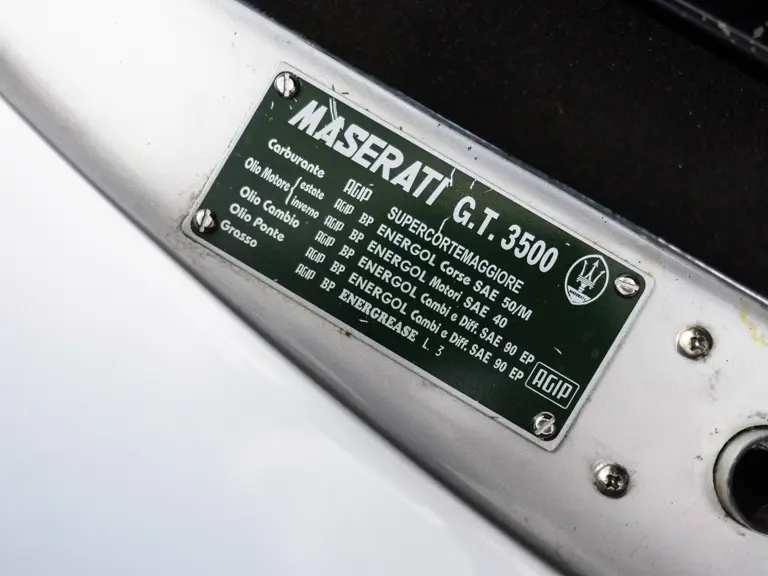 MASERATI G.T. 3500
Carburante AGIP SUPERCORTEMAGGIORE
Olio Motore { estate AGIP BP ENERGOL Corse SAE 50/M
inverno AGIP BP ENERGOL Motori SAE 40
Olio Cambio AGIP BP ENERGOL Cambi e Diff. SAE 90 EP
Olio Ponte AGIP BP ENERGOL Cambi e Diff. SAE 90 EP
Grasso AGIP BP ENERGREASE L. 3
AGIP